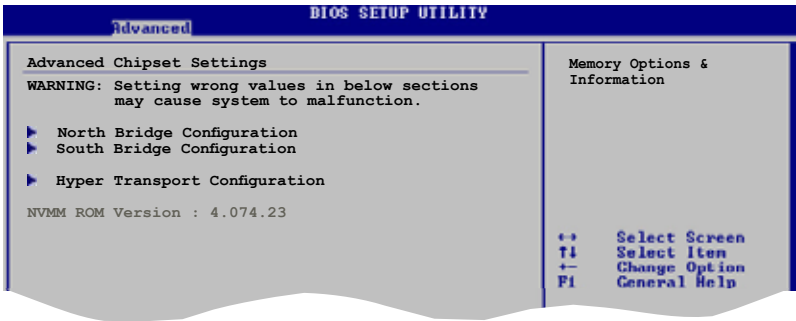 BIOS SETUP UTILITY
Advanced
Advanced Chipset Settings
WARNING: Setting wrong values in below sections
may cause system to malfunction.
North Bridge Configuration
South Bridge Configuration
Hyper Transport Configuration
NVMM ROM Version : 4.074.23
Memory Options &
Information
↔ Select Screen
↑↓ Select Item
+- Change Option
F1 General Help